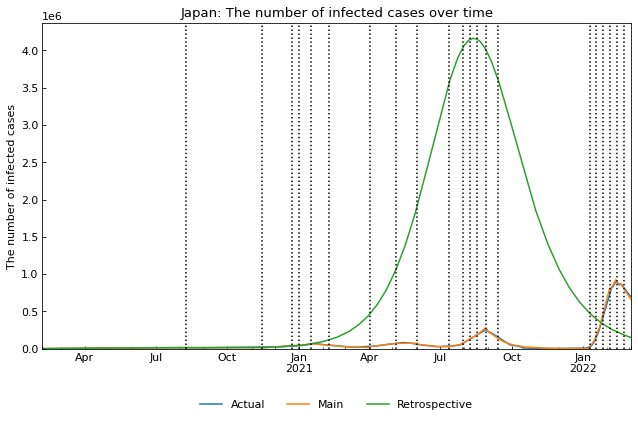 Japan: The number of infected cases over time
1e6
The number of infected cases
4.0
3.5
3.0
2.5
2.0
1.5
1.0
0.5
0.0
Apr Jul Oct Jan Apr Jul Oct Jan
2021 2022
Actual Main Retrospective